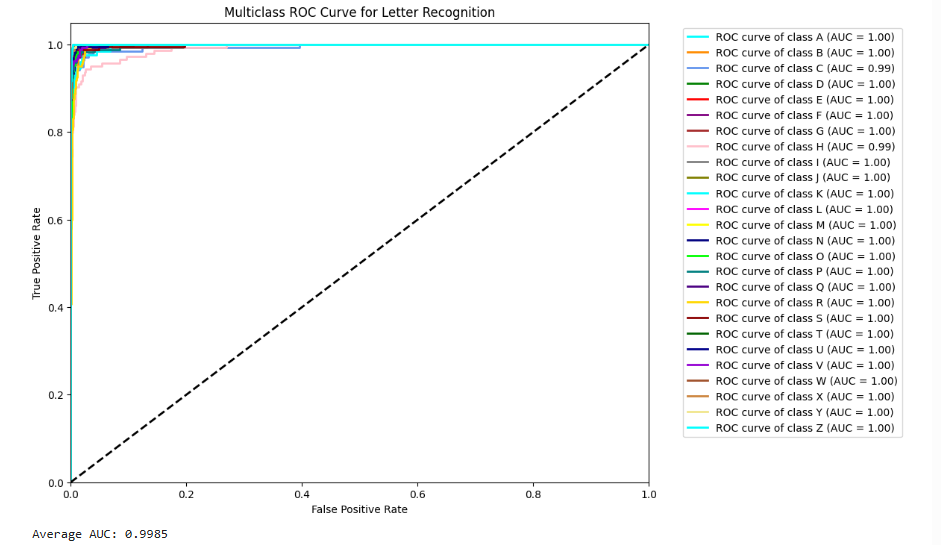 Multiclass ROC Curve for Letter Recognition
1.0
0.8
0.6
0.4
0.2
0.0
True Positive Rate
0.0 0.2 0.4 0.6 0.8 1.0
False Positive Rate
ROC curve of class A (AUC = 1.00)
ROC curve of class B (AUC = 1.00)
ROC curve of class C (AUC = 0.99)
ROC curve of class D (AUC = 1.00)
ROC curve of class E (AUC = 1.00)
ROC curve of class F (AUC = 1.00)
ROC curve of class G (AUC = 1.00)
ROC curve of class H (AUC = 0.99)
ROC curve of class I (AUC = 1.00)
ROC curve of class J (AUC = 1.00)
ROC curve of class K (AUC = 1.00)
ROC curve of class L (AUC = 1.00)
ROC curve of class M (AUC = 1.00)
ROC curve of class N (AUC = 1.00)
ROC curve of class O (AUC = 1.00)
ROC curve of class P (AUC = 1.00)
ROC curve of class Q (AUC = 1.00)
ROC curve of class R (AUC = 1.00)
ROC curve of class S (AUC = 1.00)
ROC curve of class T (AUC = 1.00)
ROC curve of class U (AUC = 1.00)
ROC curve of class V (AUC = 1.00)
ROC curve of class W (AUC = 1.00)
ROC curve of class X (AUC = 1.00)
ROC curve of class Y (AUC = 1.00)
ROC curve of class Z (AUC = 1.00)
Average AUC: 0.9985